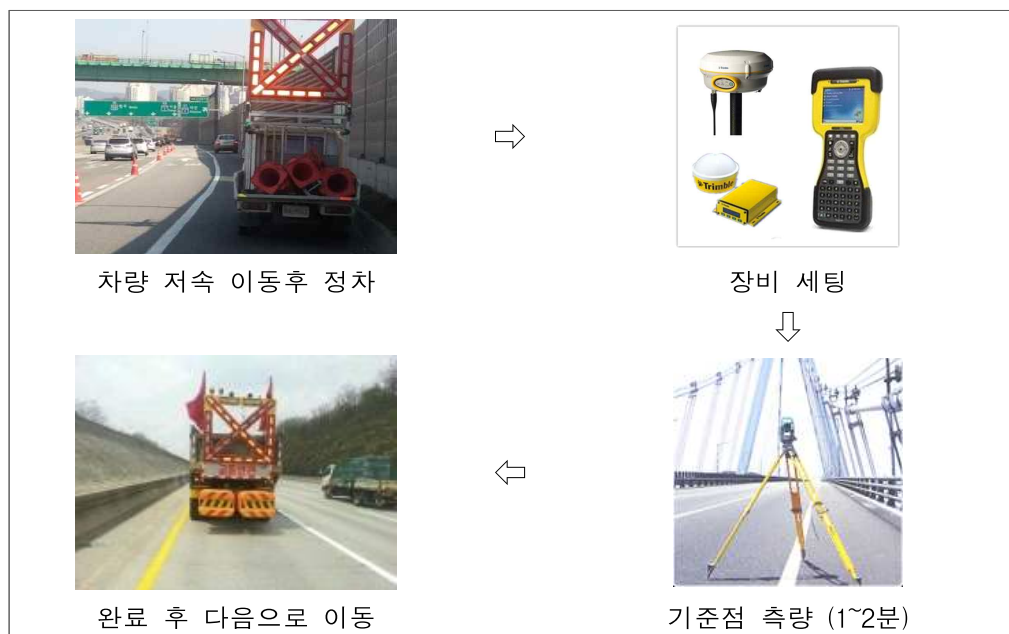 차량 저속 이동후 정차
Trimble
장비 세팅
기준점 측량 (1~2분)
완료 후 다음으로 이동